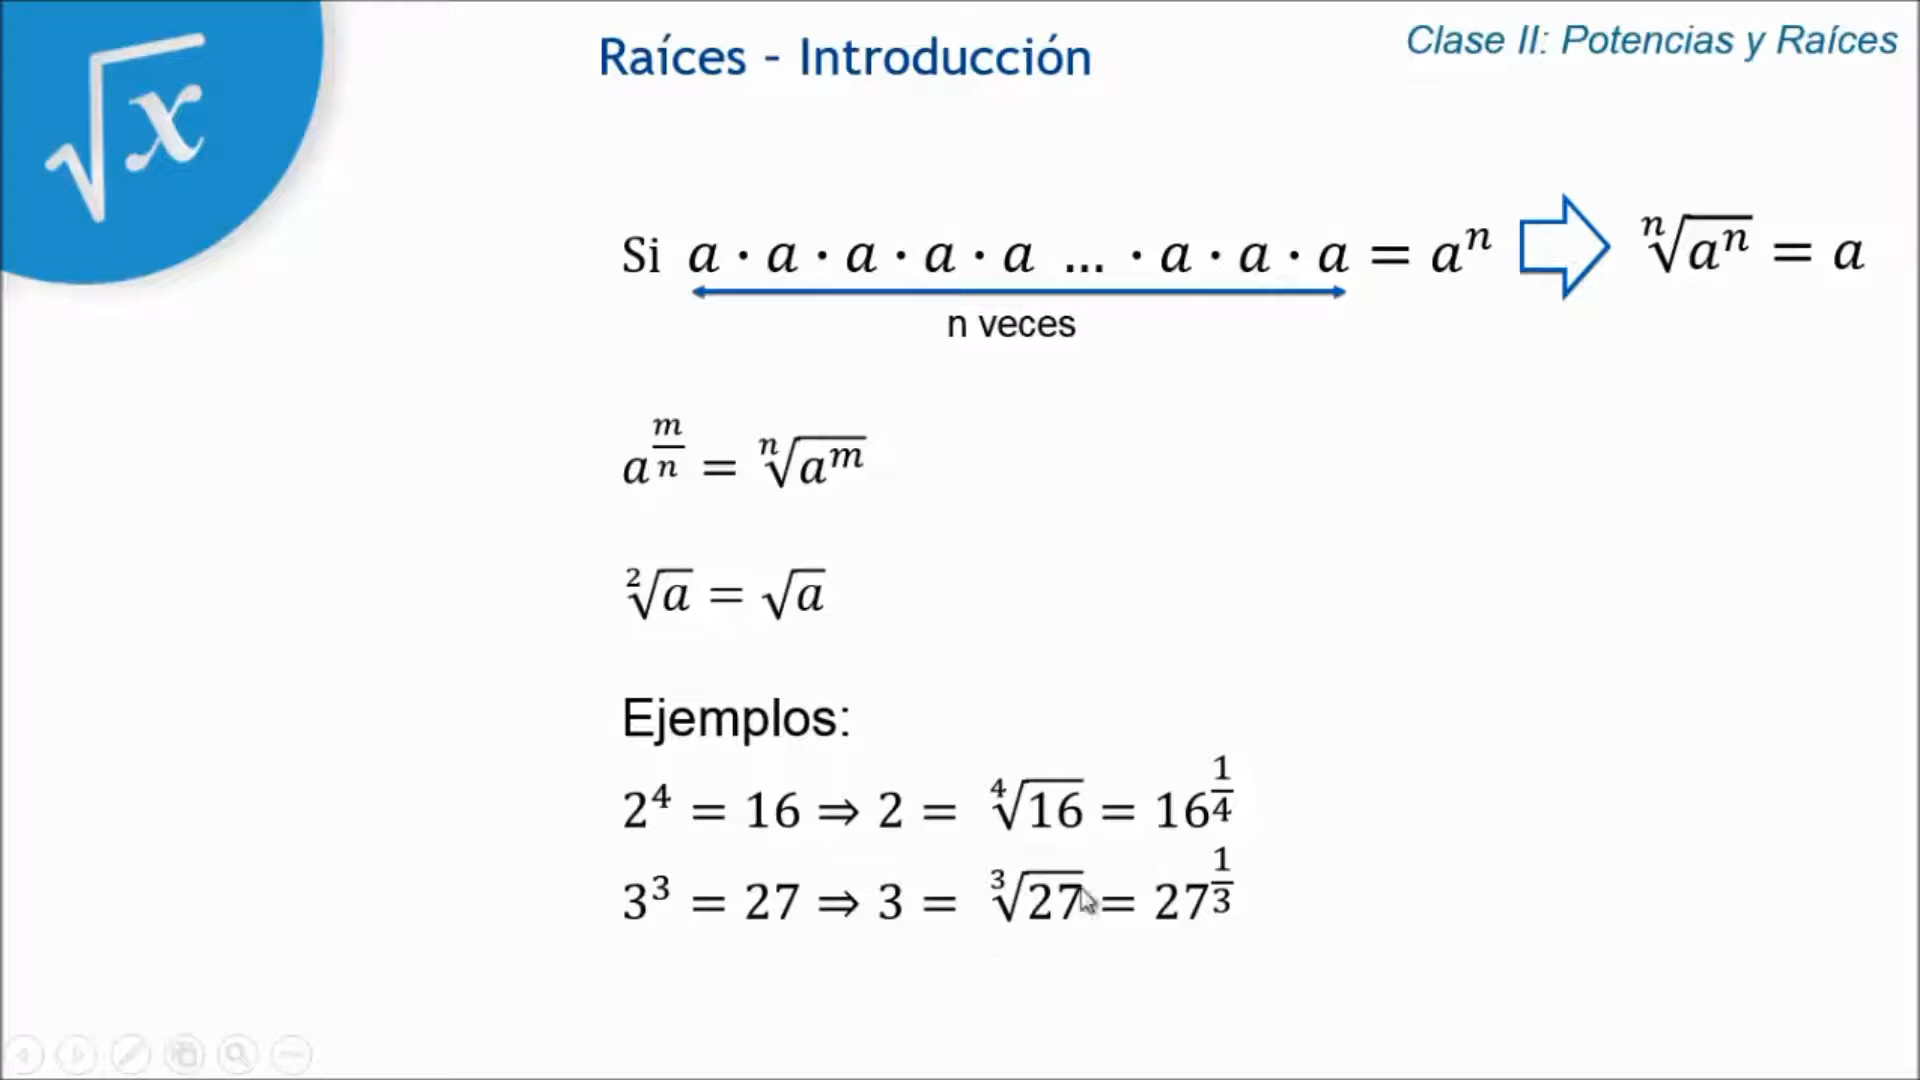 √x
Raíces - Introducción
Clase II: Potencias y Raíces
Si a · a · a · a · a ... · a · a · a = aⁿ ⇨ ⁿ√aⁿ = a
n veces
a^(m/n) = ⁿ√a^m
²√a = √a
Ejemplos:
2⁴ = 16 ⇒ 2 = ⁴√16 = 16^(1/4)
3³ = 27 ⇒ 3 = ³√27 = 27^(1/3)